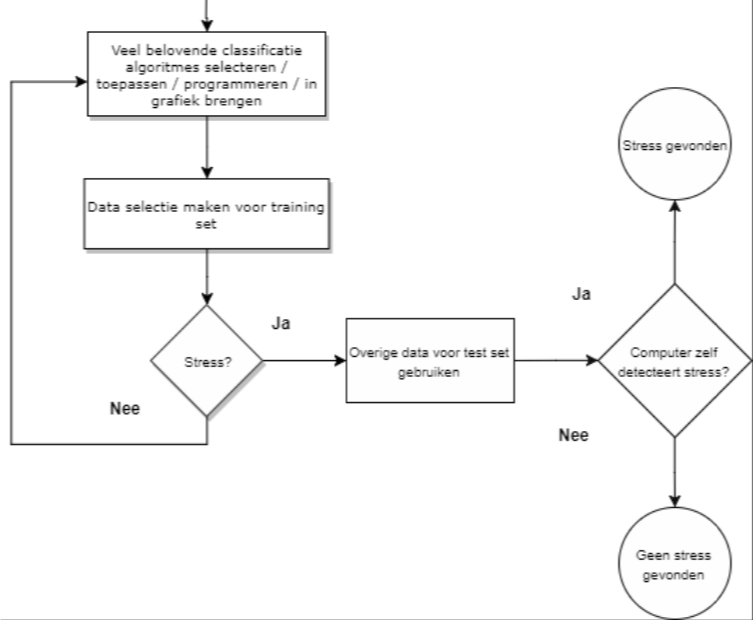 Veel belovende classificatie
algoritmes selecteren /
toepassen / programmeren / in
grafiek brengen
Data selectie maken voor training
set
Stress?
Ja
Nee
Overige data voor test set
gebruiken
Ja
Nee
Computer zelf
detecteert stress?
Stress gevonden
Geen stress
gevonden